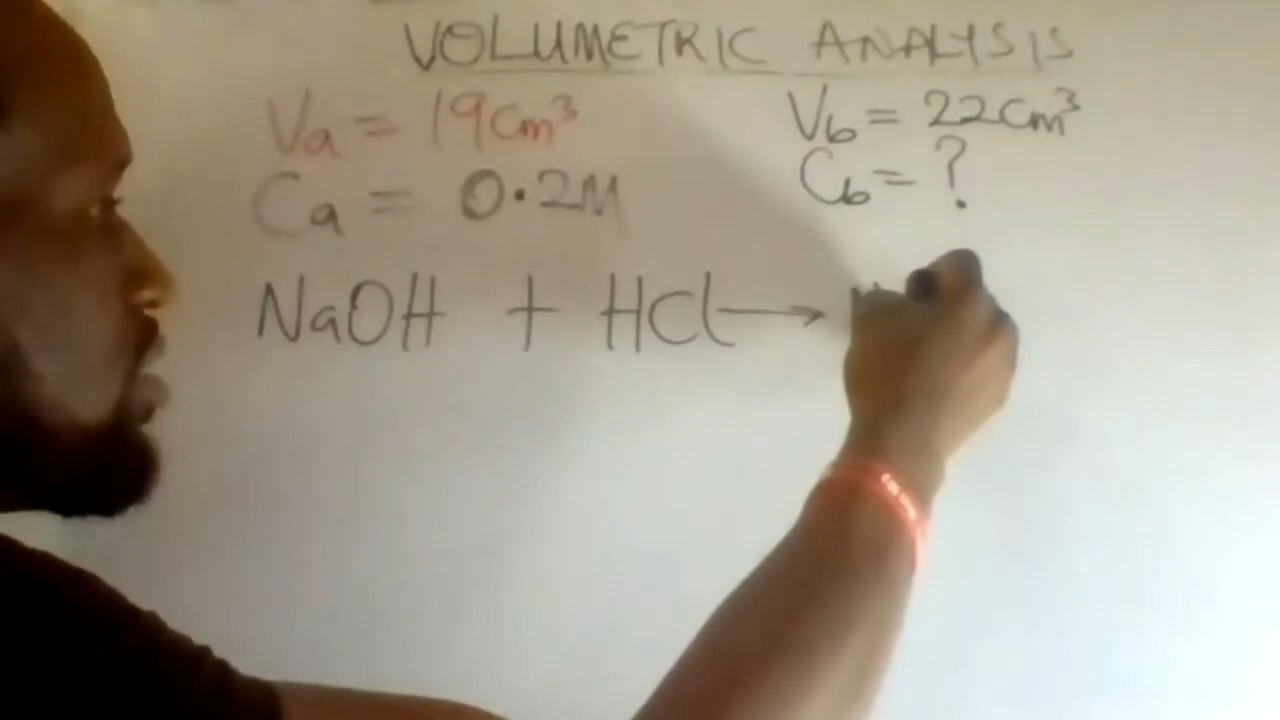 VOLUMETRIC ANALYSIS
Va = 19cm³ Vb = 22cm³
Ca = 0.2M Cb = ?
NaOH + HCl →